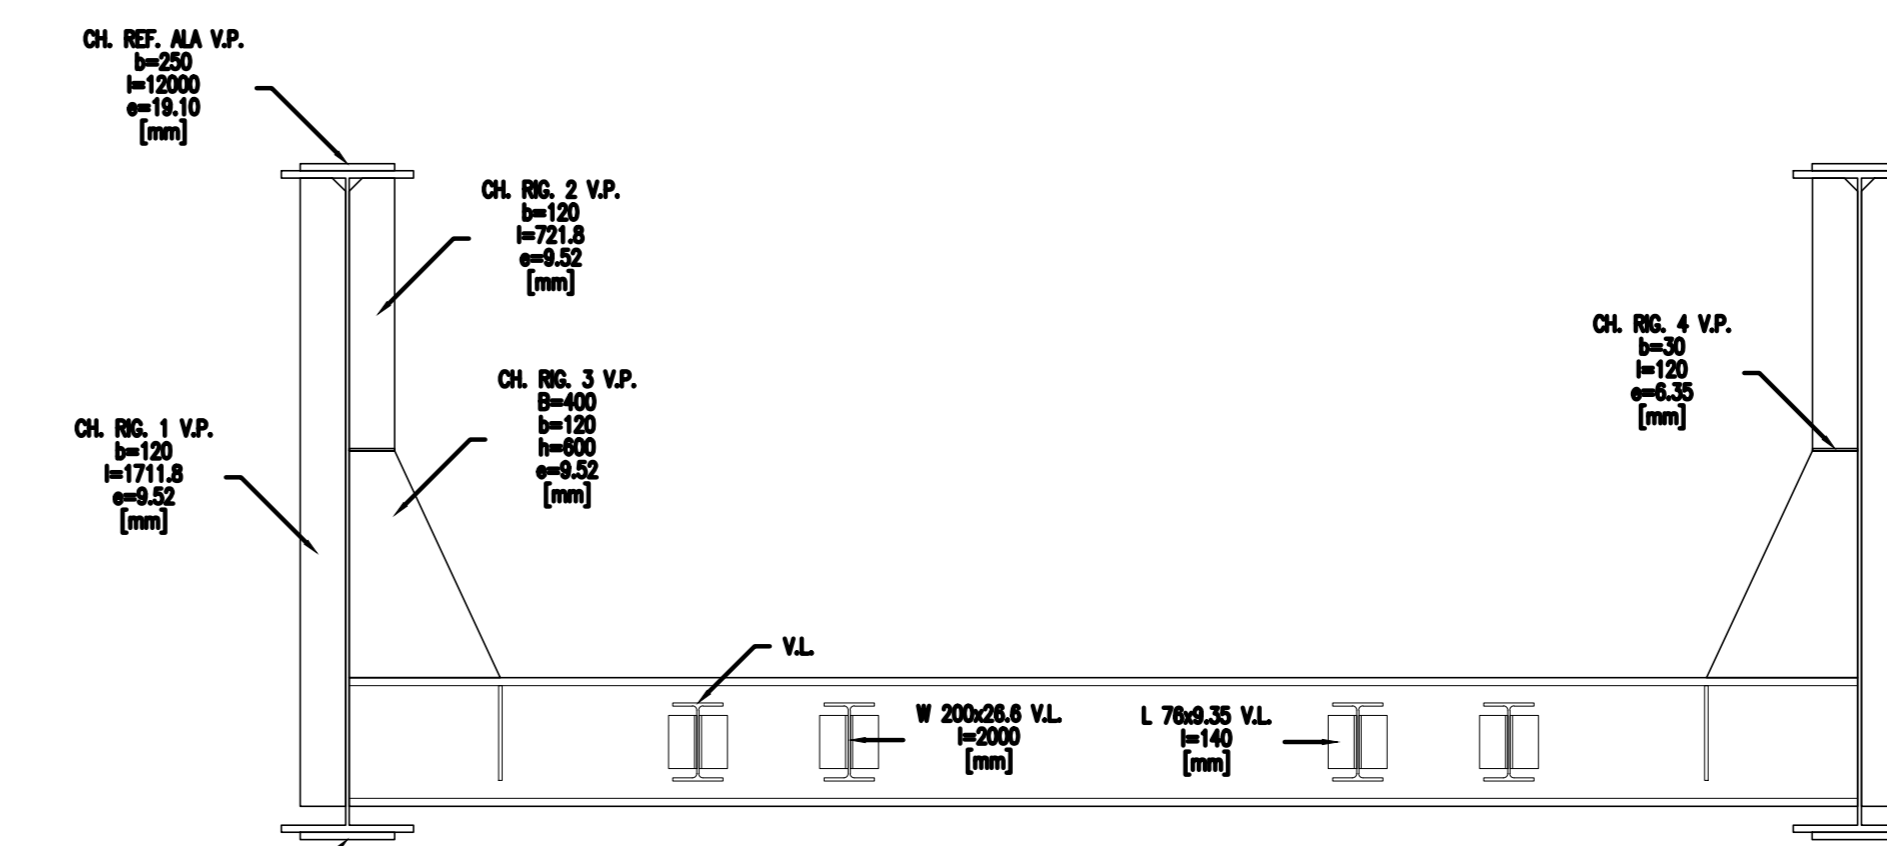 CH. REF. ALA V.P.
b=250
l=12000
e=19.10
[mm]
CH. RIG. 2 V.P.
b=120
l=721.8
e=9.52
[mm]
CH. RIG. 4 V.P.
b=30
l=120
e=6.35
[mm]
CH. RIG. 3 V.P.
B=400
b=120
h=600
e=9.52
[mm]
CH. RIG. 1 V.P.
b=120
l=1711.8
e=9.52
[mm]
V.L.
W 200x26.6 V.L.
l=2000
[mm]
L 76x9.35 V.L.
l=140
[mm]